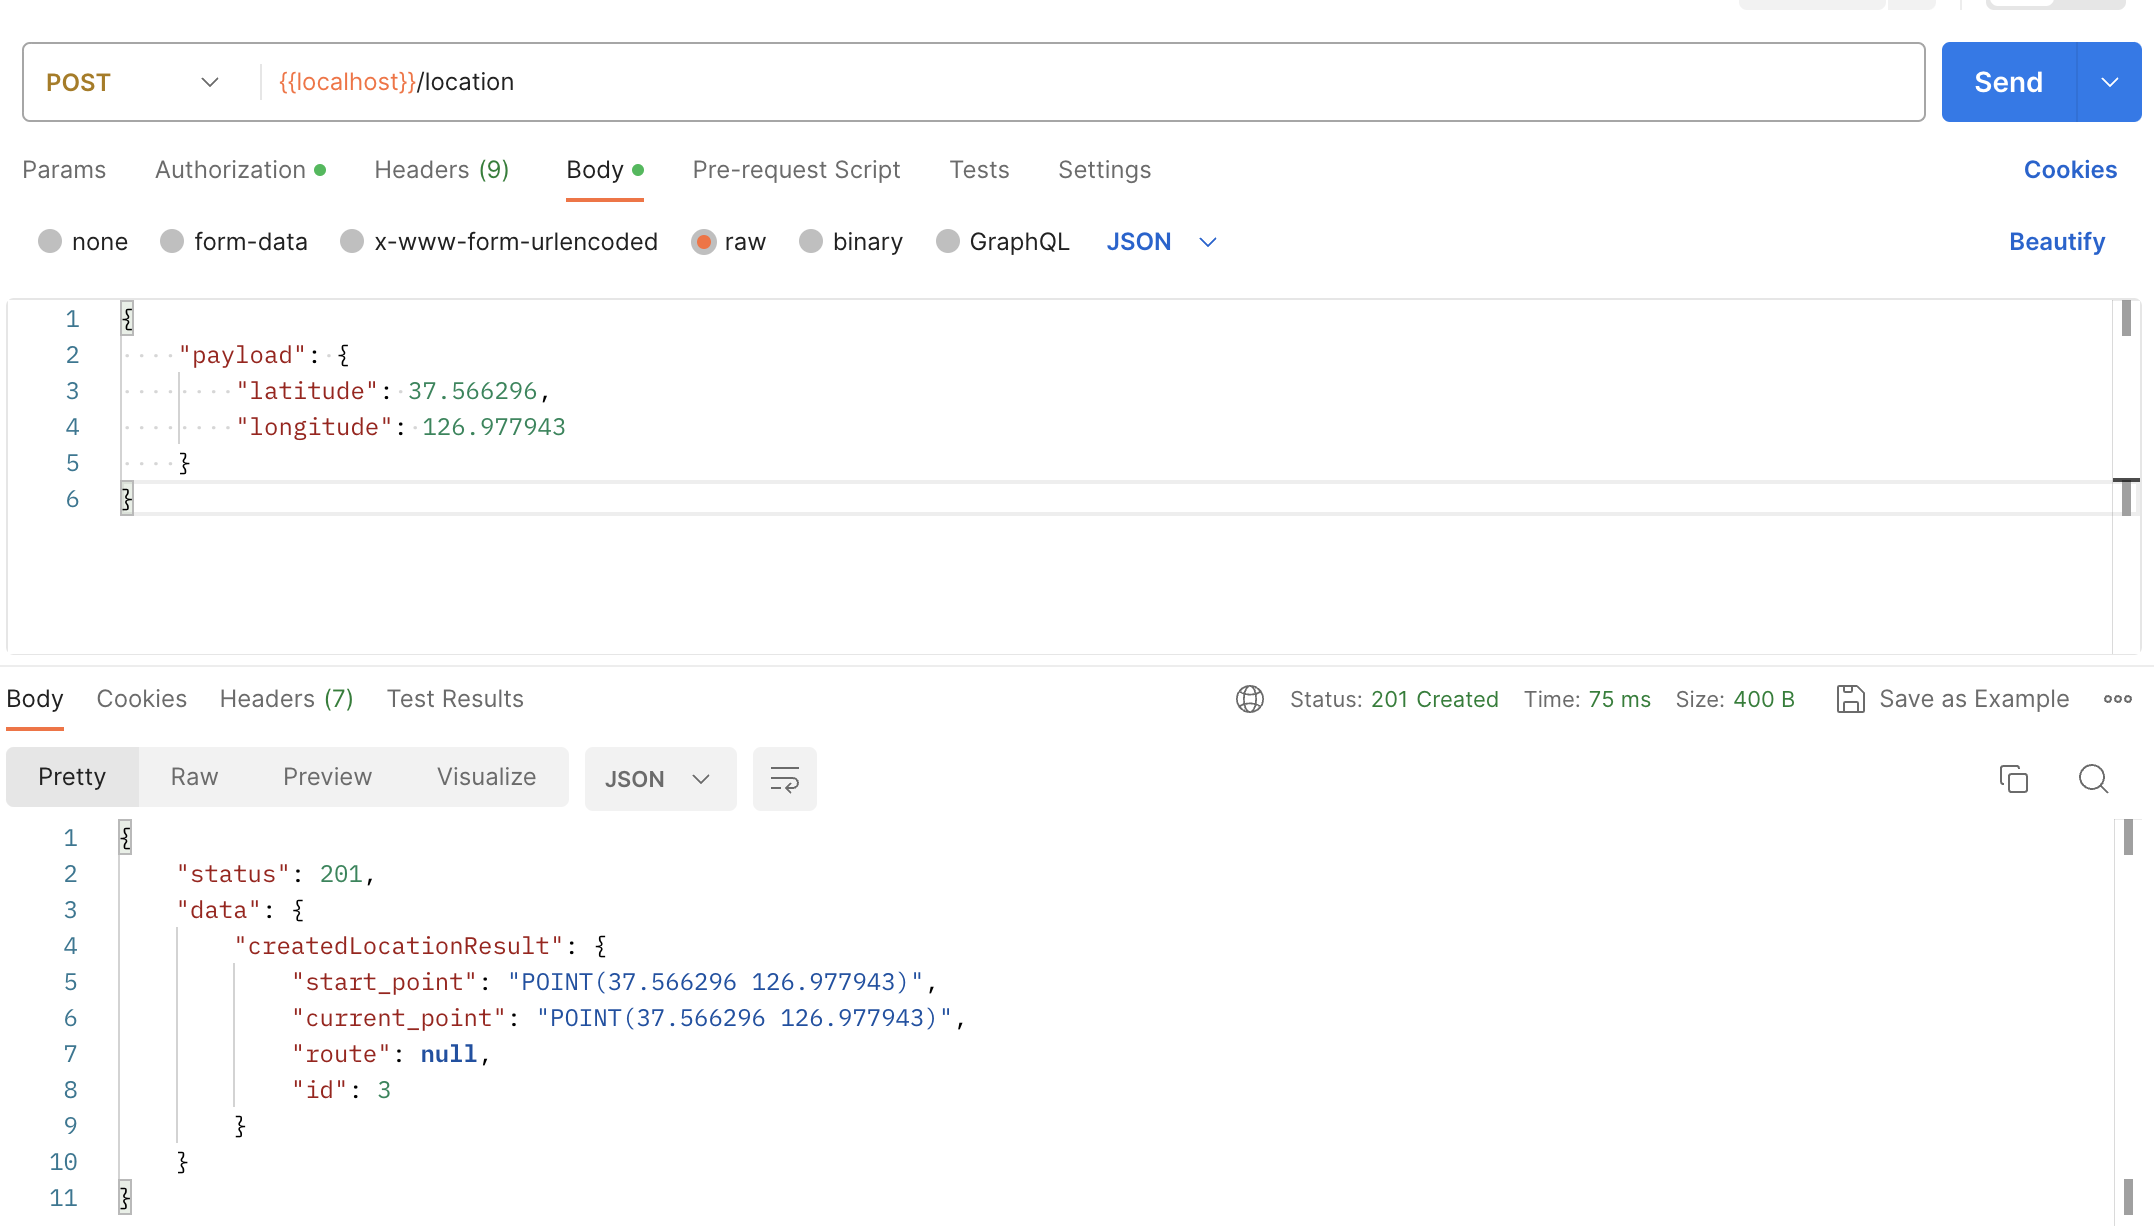 POST {{localhost}}/location Send
Params Authorization Headers (9) Body Pre-request Script Tests Settings Cookies
none form-data x-www-form-urlencoded raw binary GraphQL JSON Beautify
1 {
2 "payload": {
3 "latitude": 37.566296,
4 "longitude": 126.977943
5 }
6 }
Body Cookies Headers (7) Test Results Status: 201 Created Time: 75 ms Size: 400 B Save as Example
Pretty Raw Preview Visualize JSON
1 {
2 "status": 201,
3 "data": {
4 "createdLocationResult": {
5 "start_point": "POINT(37.566296 126.977943)",
6 "current_point": "POINT(37.566296 126.977943)",
7 "route": null,
8 "id": 3
9 }
10 }
11 }